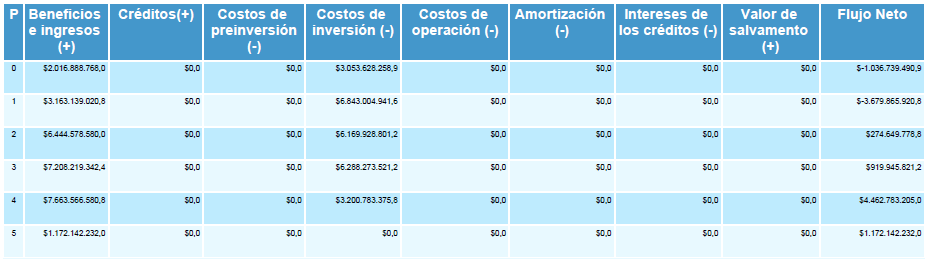 P Beneficios e ingresos (+) Créditos(+) Costos de preinversión (-) Costos de inversión (-) Costos de operación (-) Amortización (-) Intereses de los créditos (-) Valor de salvamento (+) Flujo Neto
0 $2.016.888.768,0 $0,0 $0,0 $3.053.628.258,9 $0,0 $0,0 $0,0 $0,0 $-1.036.739.490,9
1 $3.163.139.020,8 $0,0 $0,0 $6.843.004.941,6 $0,0 $0,0 $0,0 $0,0 $-3.679.865.920,8
2 $6.444.578.580,0 $0,0 $0,0 $6.169.928.801,2 $0,0 $0,0 $0,0 $0,0 $274.649.778,8
3 $7.208.219.342,4 $0,0 $0,0 $6.288.273.521,2 $0,0 $0,0 $0,0 $0,0 $919.945.821,2
4 $7.663.566.580,8 $0,0 $0,0 $3.200.783.375,8 $0,0 $0,0 $0,0 $0,0 $4.462.783.205,0
5 $1.172.142.232,0 $0,0 $0,0 $0,0 $0,0 $0,0 $0,0 $0,0 $1.172.142.232,0